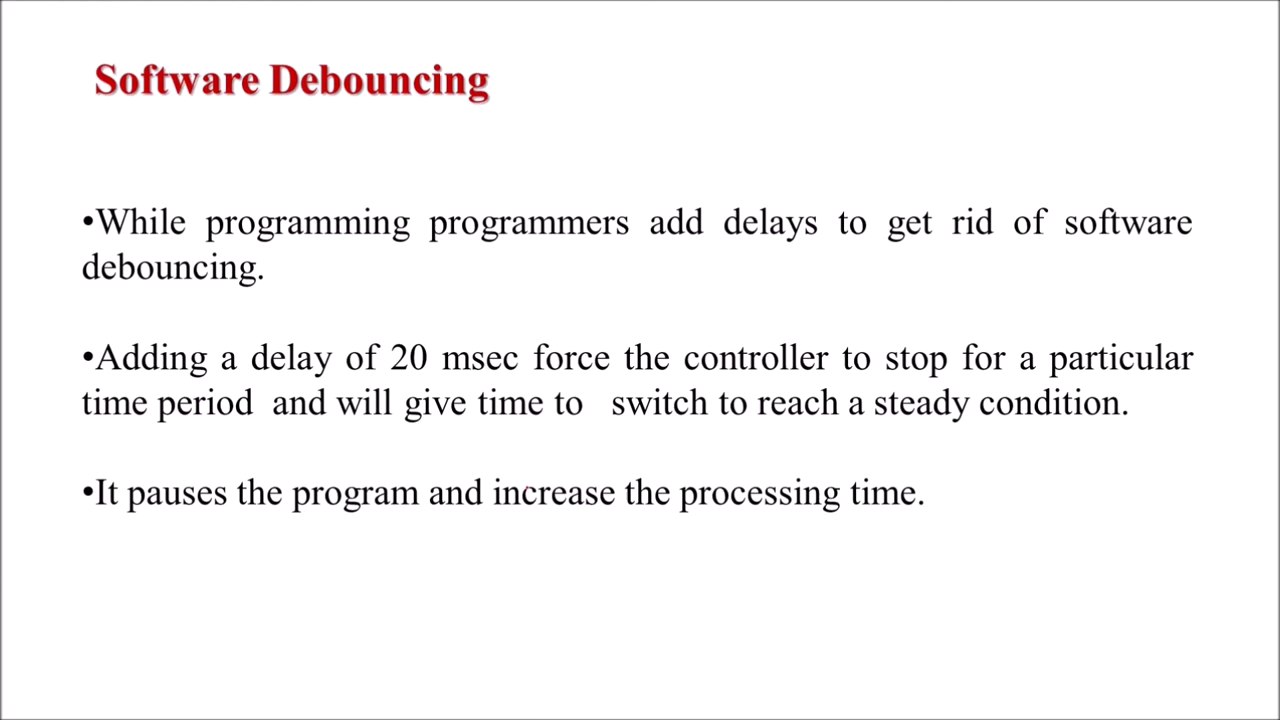 Software Debouncing
•While programming programmers add delays to get rid of software
debouncing.
•Adding a delay of 20 msec force the controller to stop for a particular
time period and will give time to switch to reach a steady condition.
•It pauses the program and increase the processing time.